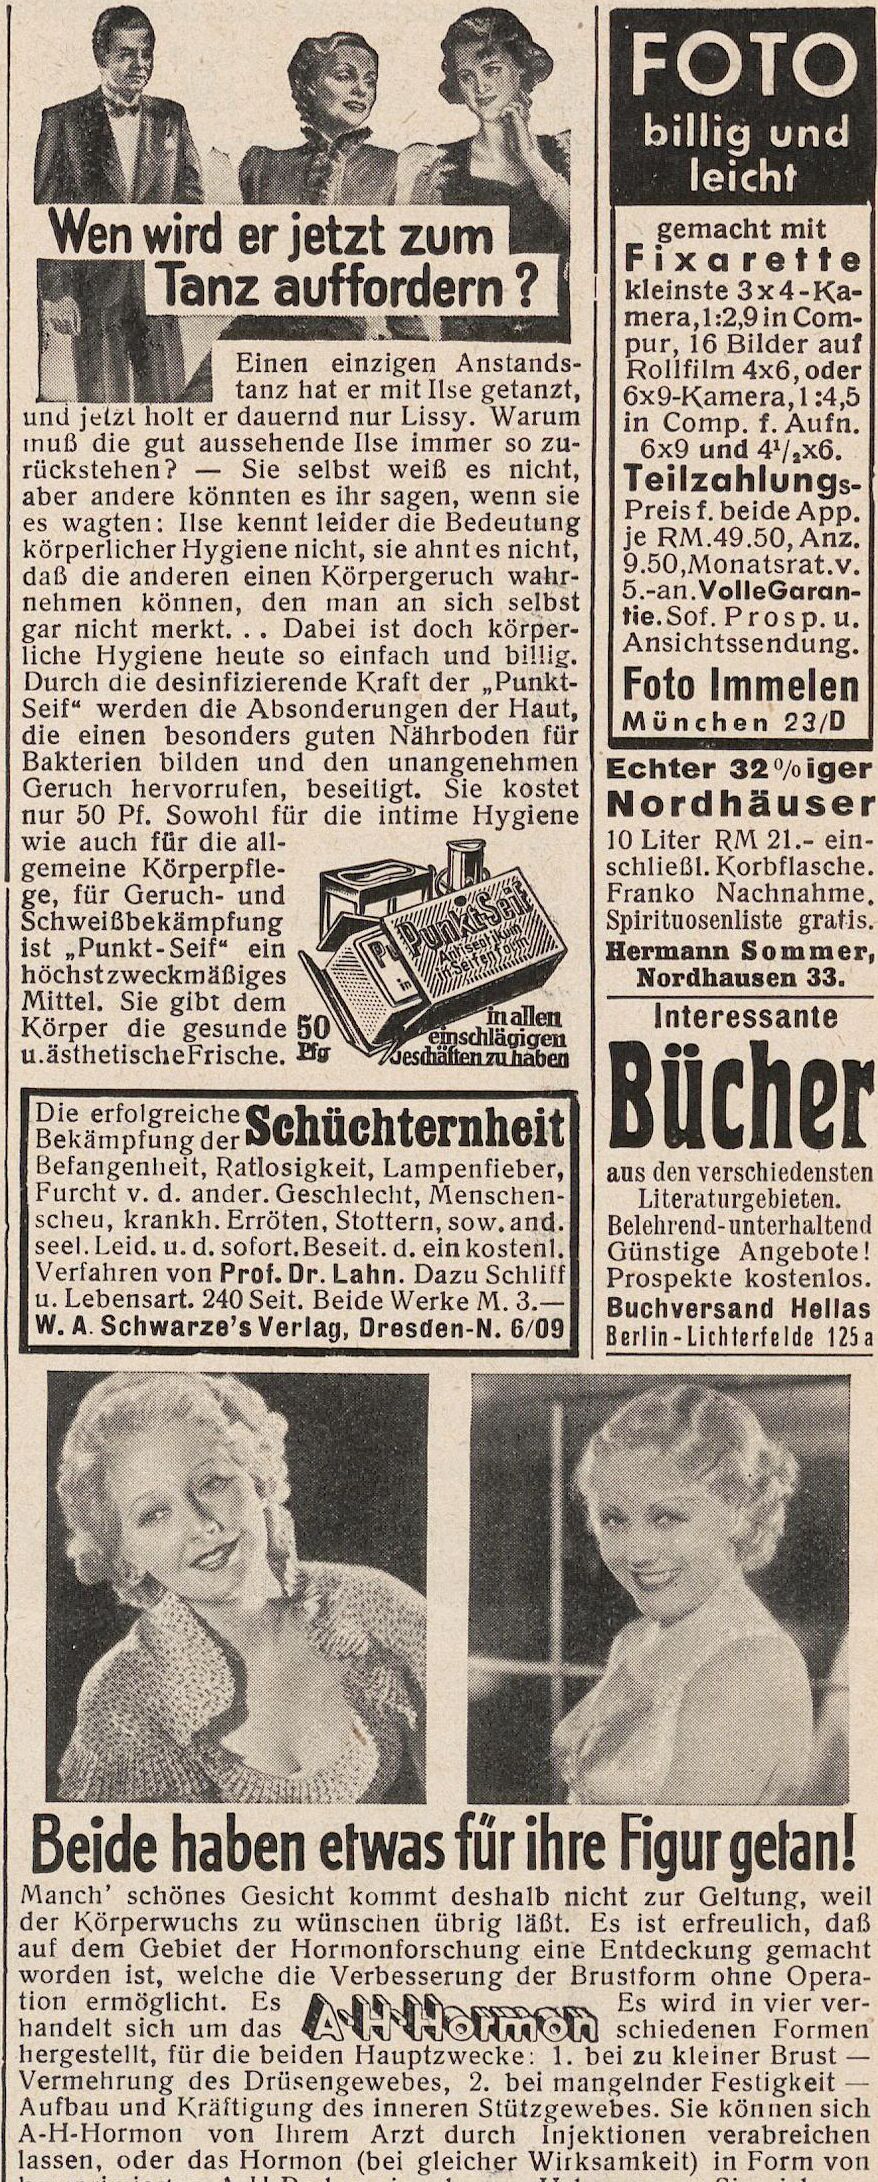 Wen wird er jetzt zum
Tanz auffordern?
Einen einzigen Anstands-
tanz hat er mit Ilse getanzt,
und jetzt holt er dauernd nur Lissy. Warum
muß die gut aussehende Ilse immer so zu-
rückstehen? — Sie selbst weiß es nicht,
aber andere könnten es ihr sagen, wenn sie
es wagten: Ilse kennt leider die Bedeutung
körperlicher Hygiene nicht, sie ahnt es nicht,
daß die anderen einen Körpergeruch wahr-
nehmen können, den man an sich selbst
gar nicht merkt. . . Dabei ist doch körper-
liche Hygiene heute so einfach und billig.
Durch die desinfizierende Kraft der „Punkt-
Seif“ werden die Absonderungen der Haut,
die einen besonders guten Nährboden für
Bakterien bilden und den unangenehmen
Geruch hervorrufen, beseitigt. Sie kostet
nur 50 Pf. Sowohl für die intime Hygiene
wie auch für die all-
gemeine Körperpfle-
ge, für Geruch- und
Schweißbekämpfung
ist „Punkt-Seif“ ein
höchstzweckmäßiges
Mittel. Sie gibt dem
Körper die gesunde
u. ästhetische Frische.
Punkt-Seif
Antiseptikum
in Seifenform
Pu
in
50
Pfg
in allen
einschlägigen
Geschäften zu haben
Die erfolgreiche
Bekämpfung der Schüchternheit
Befangenheit, Ratlosigkeit, Lampenfieber,
Furcht v. d. ander. Geschlecht, Menschen-
scheu, krankh. Erröten, Stottern, sow. and.
seel. Leid. u. d. sofort. Beseit. d. ein kostenl.
Verfahren von Prof. Dr. Lahn. Dazu Schliff
u. Lebensart. 240 Seit. Beide Werke M. 3.—
W. A. Schwarze's Verlag, Dresden-N. 6/09
FOTO
billig und
leicht
gemacht mit
Fixarette
kleinste 3x4-Ka-
mera, 1:2,9 in Com-
pur, 16 Bilder auf
Rollfilm 4x6, oder
6x9-Kamera, 1:4,5
in Comp. f. Aufn.
6x9 und 4½x6.
Teilzahlungs-
Preis f. beide App.
je RM. 49.50, Anz.
9.50, Monatsrat. v.
5.-an. Volle Garan-
tie. Sof. Prosp. u.
Ansichtssendung.
Foto Immelen
München 23/D
Echter 32%iger
Nordhäuser
10 Liter RM 21.- ein-
schließl. Korbflasche.
Franko Nachnahme.
Spirituosenliste gratis.
Hermann Sommer,
Nordhausen 33.
Interessante
Bücher
aus den verschiedensten
Literaturgebieten.
Belehrend-unterhaltend
Günstige Angebote!
Prospekte kostenlos.
Buchversand Hellas
Berlin-Lichterfelde 125a
Beide haben etwas für ihre Figur getan!
Manch' schönes Gesicht kommt deshalb nicht zur Geltung, weil
der Körperwuchs zu wünschen übrig läßt. Es ist erfreulich, daß
auf dem Gebiet der Hormonforschung eine Entdeckung gemacht
worden ist, welche die Verbesserung der Brustform ohne Opera-
tion ermöglicht. Es
handelt sich um das A-H-Hormon Es wird in vier ver-
schiedenen Formen
hergestellt, für die beiden Hauptzwecke: 1. bei zu kleiner Brust —
Vermehrung des Drüsengewebes, 2. bei mangelnder Festigkeit —
Aufbau und Kräftigung des inneren Stützgewebes. Sie können sich
A-H-Hormon von Ihrem Arzt durch Injektionen verabreichen
lassen, oder das Hormon (bei gleicher Wirksamkeit) in Form von